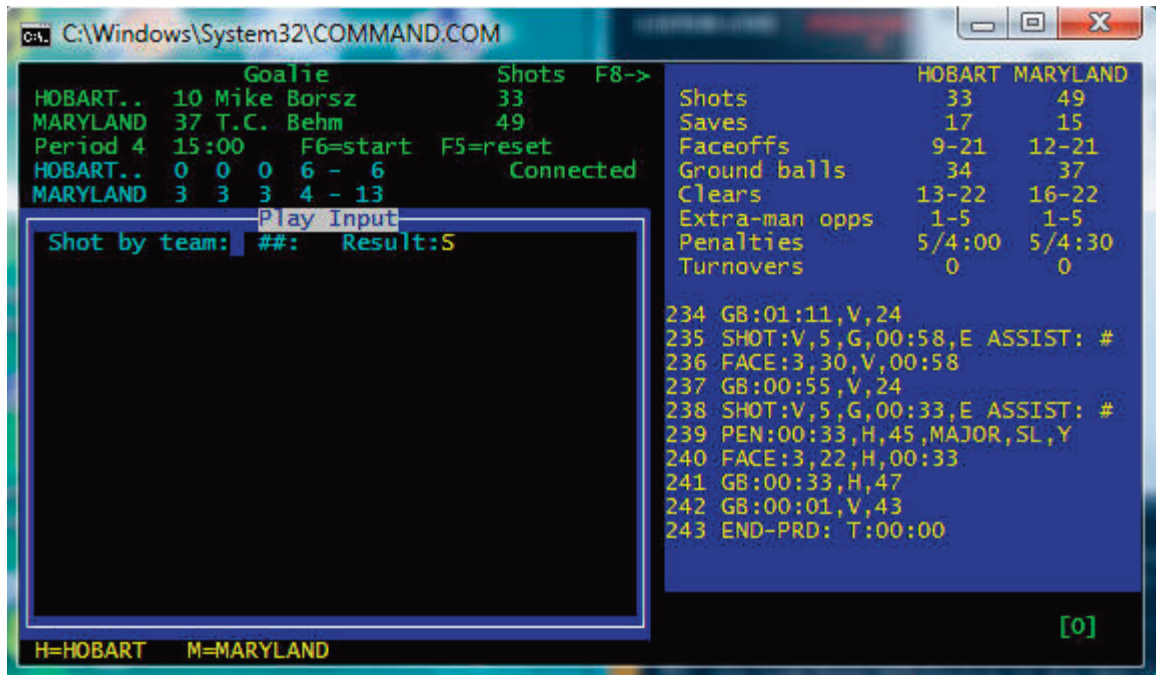 C:\Windows\System32\COMMAND.COM
Goalie Shots F8->
HOBART.. 10 Mike Borsz 33
MARYLAND 37 T.C. Behm 49
Period 4 15:00 F6=start F5=reset
HOBART.. 0 0 0 6 - 6 Connected
MARYLAND 3 3 3 4 - 13
Play Input
Shot by team: ##: Result:S
HOBART MARYLAND
Shots 33 49
Saves 17 15
Faceoffs 9-21 12-21
Ground balls 34 37
Clears 13-22 16-22
Extra-man opps 1-5 1-5
Penalties 5/4:00 5/4:30
Turnovers 0 0
234 GB:01:11,V,24
235 SHOT:V,5,G,00:58,E ASSIST: #
236 FACE:3,30,V,00:58
237 GB:00:55,V,24
238 SHOT:V,5,G,00:33,E ASSIST: #
239 PEN:00:33,H,45,MAJOR,SL,Y
240 FACE:3,22,H,00:33
241 GB:00:33,H,47
242 GB:00:01,V,43
243 END-PRD: T:00:00
[0]
H=HOBART M=MARYLAND